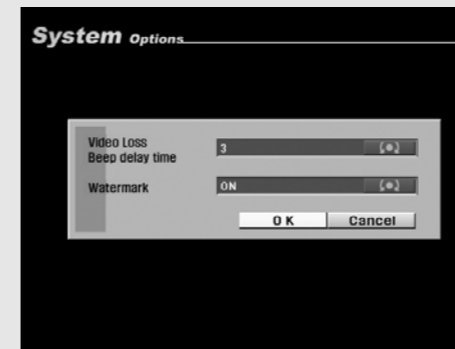 System Options
Video Loss
Beep delay time
3
Watermark
ON
OK
Cancel